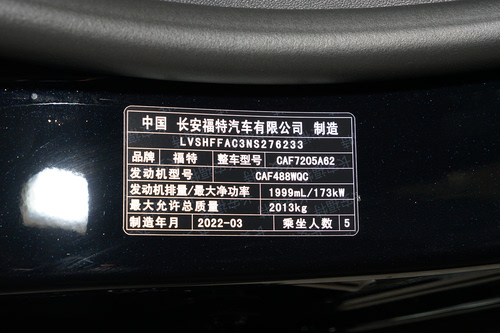 中国 长安福特汽车有限公司 制造
LVSHFFAC3NS276233
品牌 福特 整车型号 CAF7205A62
发动机型号 CAF488WQC
发动机排量/最大净功率 1999mL/173kW
最大允许总质量 2013kg
制造年月 2022-03 乘坐人数 5